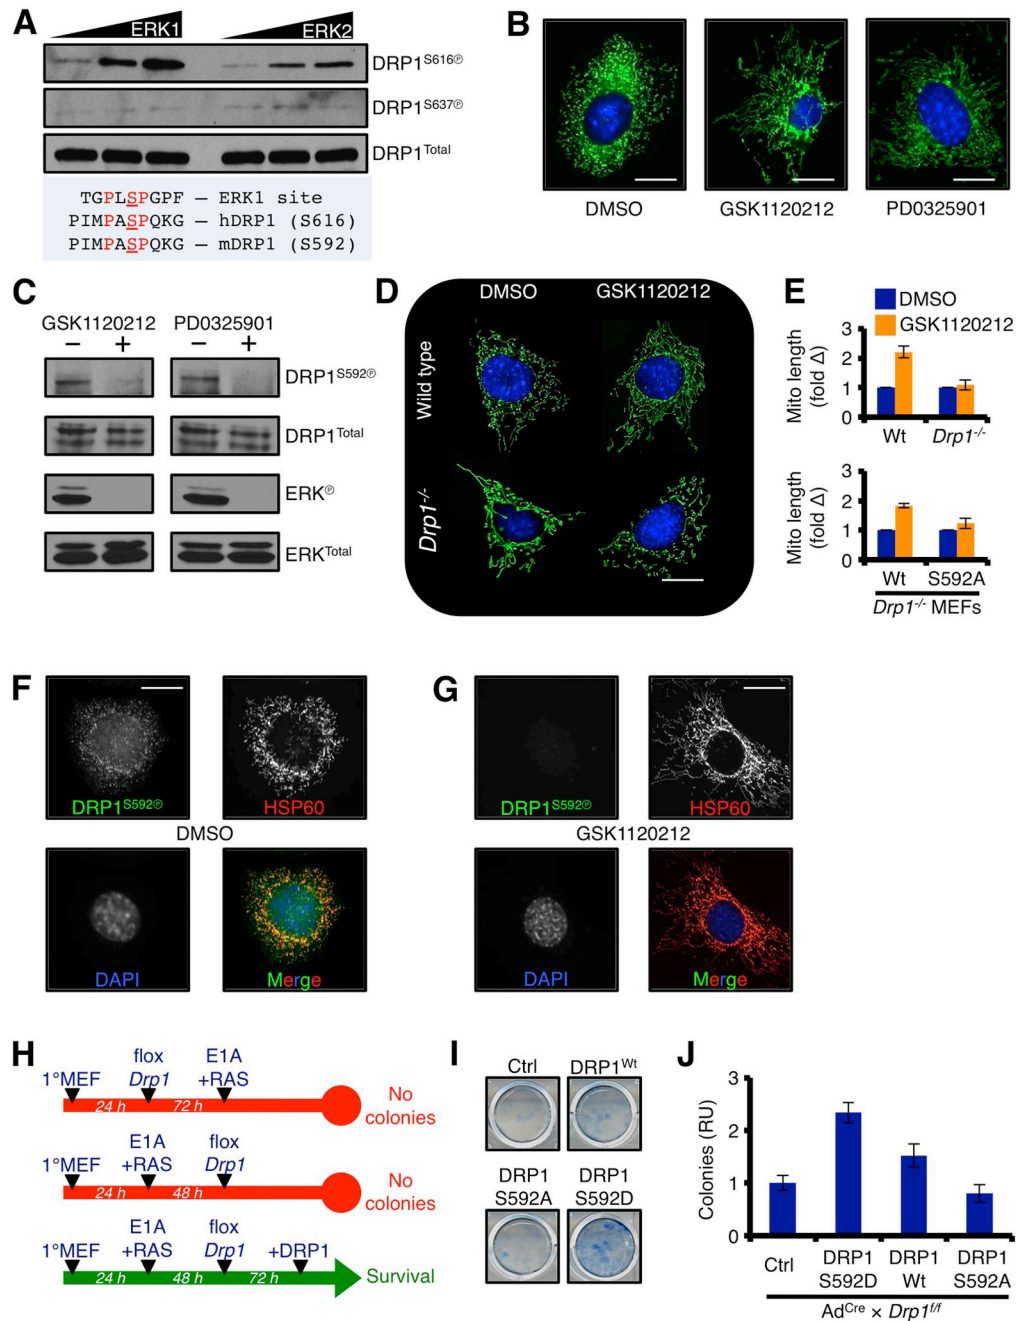 A
ERK1
ERK2
DRP1S616℗
DRP1S637℗
DRP1Total
TGPLSPGPF – ERK1 site
PIMPASPQKG – hDRP1 (S616)
PIMPASPQKG – mDRP1 (S592)
B
DMSO
GSK1120212
PD0325901
C
GSK1120212
PD0325901
– + – +
DRP1S592℗
DRP1Total
ERK℗
ERKTotal
D
DMSO
GSK1120212
Wild type
Drp1-/-
E
DMSO
GSK1120212
Mito length
(fold Δ)
3
2
1
0
Wt
Drp1-/-
Mito length
(fold Δ)
3
2
1
0
Wt
S592A
Drp1-/- MEFs
F
DRP1S592℗
HSP60
DMSO
DAPI
Merge
G
DRP1S592℗
HSP60
GSK1120212
DAPI
Merge
H
1°MEF
flox
Drp1
E1A
+RAS
24 h
72 h
No
colonies
1°MEF
E1A
+RAS
flox
Drp1
24 h
48 h
No
colonies
1°MEF
E1A
+RAS
flox
Drp1
+DRP1
24 h
48 h
72 h
Survival
I
Ctrl
DRP1Wt
DRP1
S592A
DRP1
S592D
J
Colonies (RU)
3
2
1
0
Ctrl
DRP1
S592D
DRP1
Wt
DRP1
S592A
AdCre × Drp1f/f